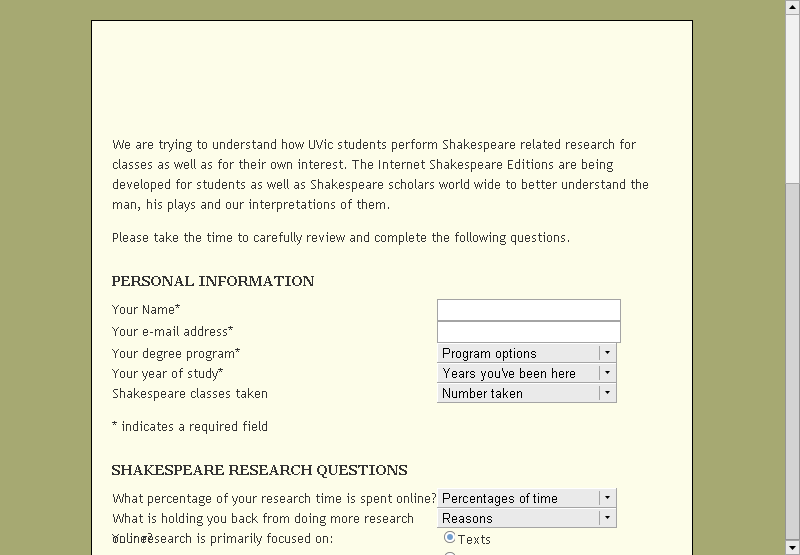 We are trying to understand how UVic students perform Shakespeare related research for
classes as well as for their own interest. The Internet Shakespeare Editions are being
developed for students as well as Shakespeare scholars world wide to better understand the
man, his plays and our interpretations of them.
Please take the time to carefully review and complete the following questions.
PERSONAL INFORMATION
Your Name*
Your e-mail address*
Your degree program* Program options
Your year of study* Years you've been here
Shakespeare classes taken Number taken
* indicates a required field
SHAKESPEARE RESEARCH QUESTIONS
What percentage of your research time is spent online? Percentages of time
What is holding you back from doing more research Reasons
online?
Your research is primarily focused on: Texts